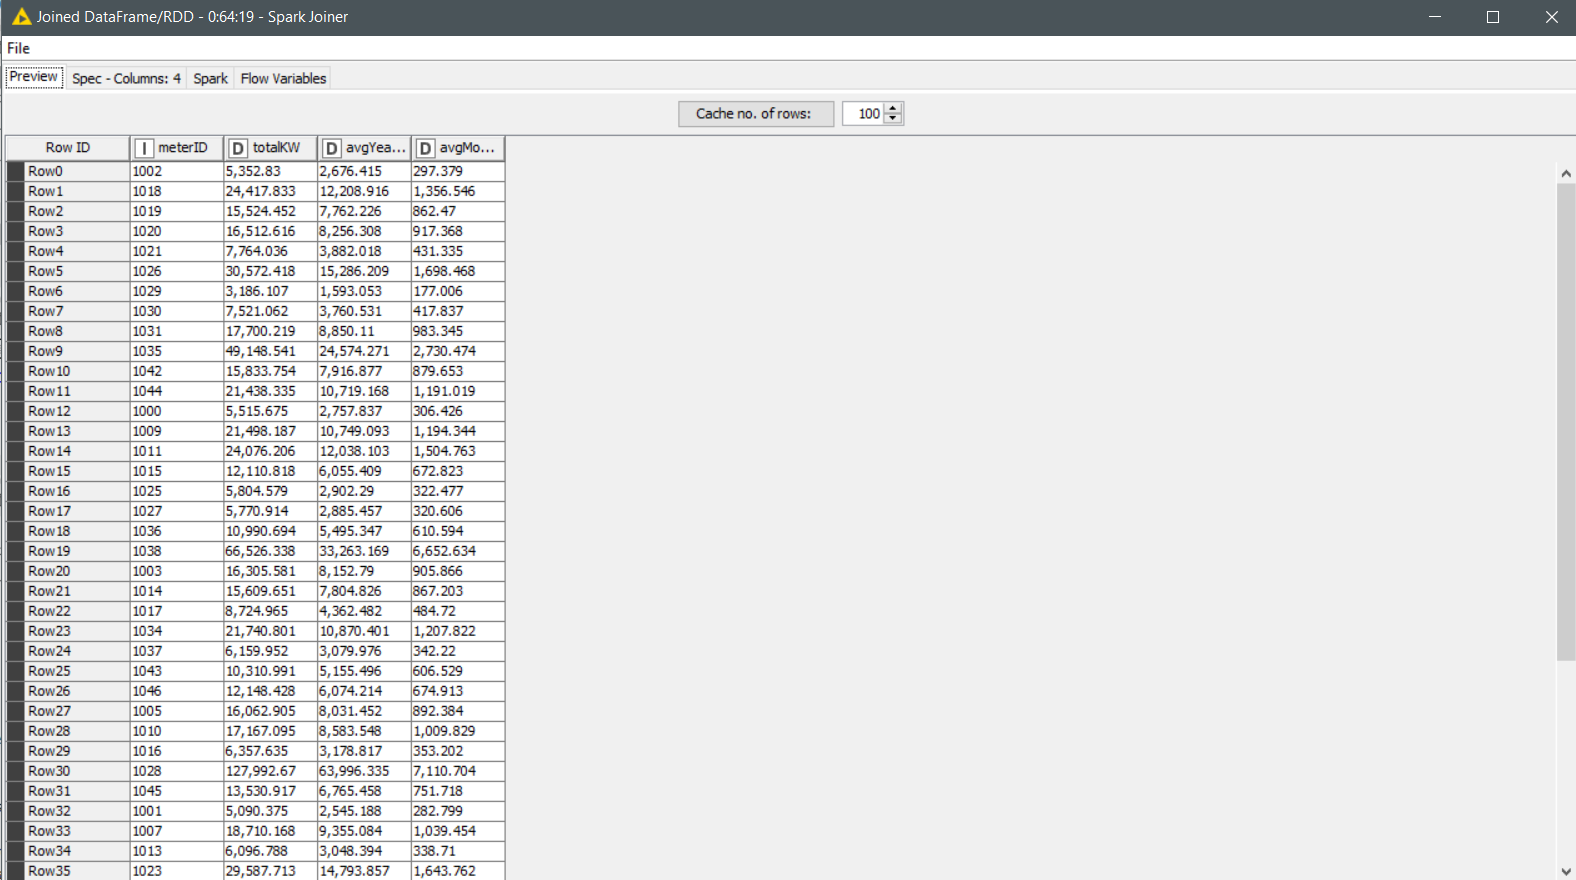 Joined DataFrame/RDD - 0:64:19 - Spark Joiner
File
Preview Spec - Columns: 4 Spark Flow Variables
Cache no. of rows: 100
Row ID I meterID D totalKW D avgYea... D avgMo...
Row0 1002 5,352.83 2,676.415 297.379
Row1 1018 24,417.833 12,208.916 1,356.546
Row2 1019 15,524.452 7,762.226 862.47
Row3 1020 16,512.616 8,256.308 917.368
Row4 1021 7,764.036 3,882.018 431.335
Row5 1026 30,572.418 15,286.209 1,698.468
Row6 1029 3,186.107 1,593.053 177.006
Row7 1030 7,521.062 3,760.531 417.837
Row8 1031 17,700.219 8,850.11 983.345
Row9 1035 49,148.541 24,574.271 2,730.474
Row10 1042 15,833.754 7,916.877 879.653
Row11 1044 21,438.335 10,719.168 1,191.019
Row12 1000 5,515.675 2,757.837 306.426
Row13 1009 21,498.187 10,749.093 1,194.344
Row14 1011 24,076.206 12,038.103 1,504.763
Row15 1015 12,110.818 6,055.409 672.823
Row16 1025 5,804.579 2,902.29 322.477
Row17 1027 5,770.914 2,885.457 320.606
Row18 1036 10,990.694 5,495.347 610.594
Row19 1038 66,526.338 33,263.169 6,652.634
Row20 1003 16,305.581 8,152.79 905.866
Row21 1014 15,609.651 7,804.826 867.203
Row22 1017 8,724.965 4,362.482 484.72
Row23 1034 21,740.801 10,870.401 1,207.822
Row24 1037 6,159.952 3,079.976 342.22
Row25 1043 10,310.991 5,155.496 606.529
Row26 1046 12,148.428 6,074.214 674.913
Row27 1005 16,062.905 8,031.452 892.384
Row28 1010 17,167.095 8,583.548 1,009.829
Row29 1016 6,357.635 3,178.817 353.202
Row30 1028 127,992.67 63,996.335 7,110.704
Row31 1045 13,530.917 6,765.458 751.718
Row32 1001 5,090.375 2,545.188 282.799
Row33 1007 18,710.168 9,355.084 1,039.454
Row34 1013 6,096.788 3,048.394 338.71
Row35 1023 29,587.713 14,793.857 1,643.762